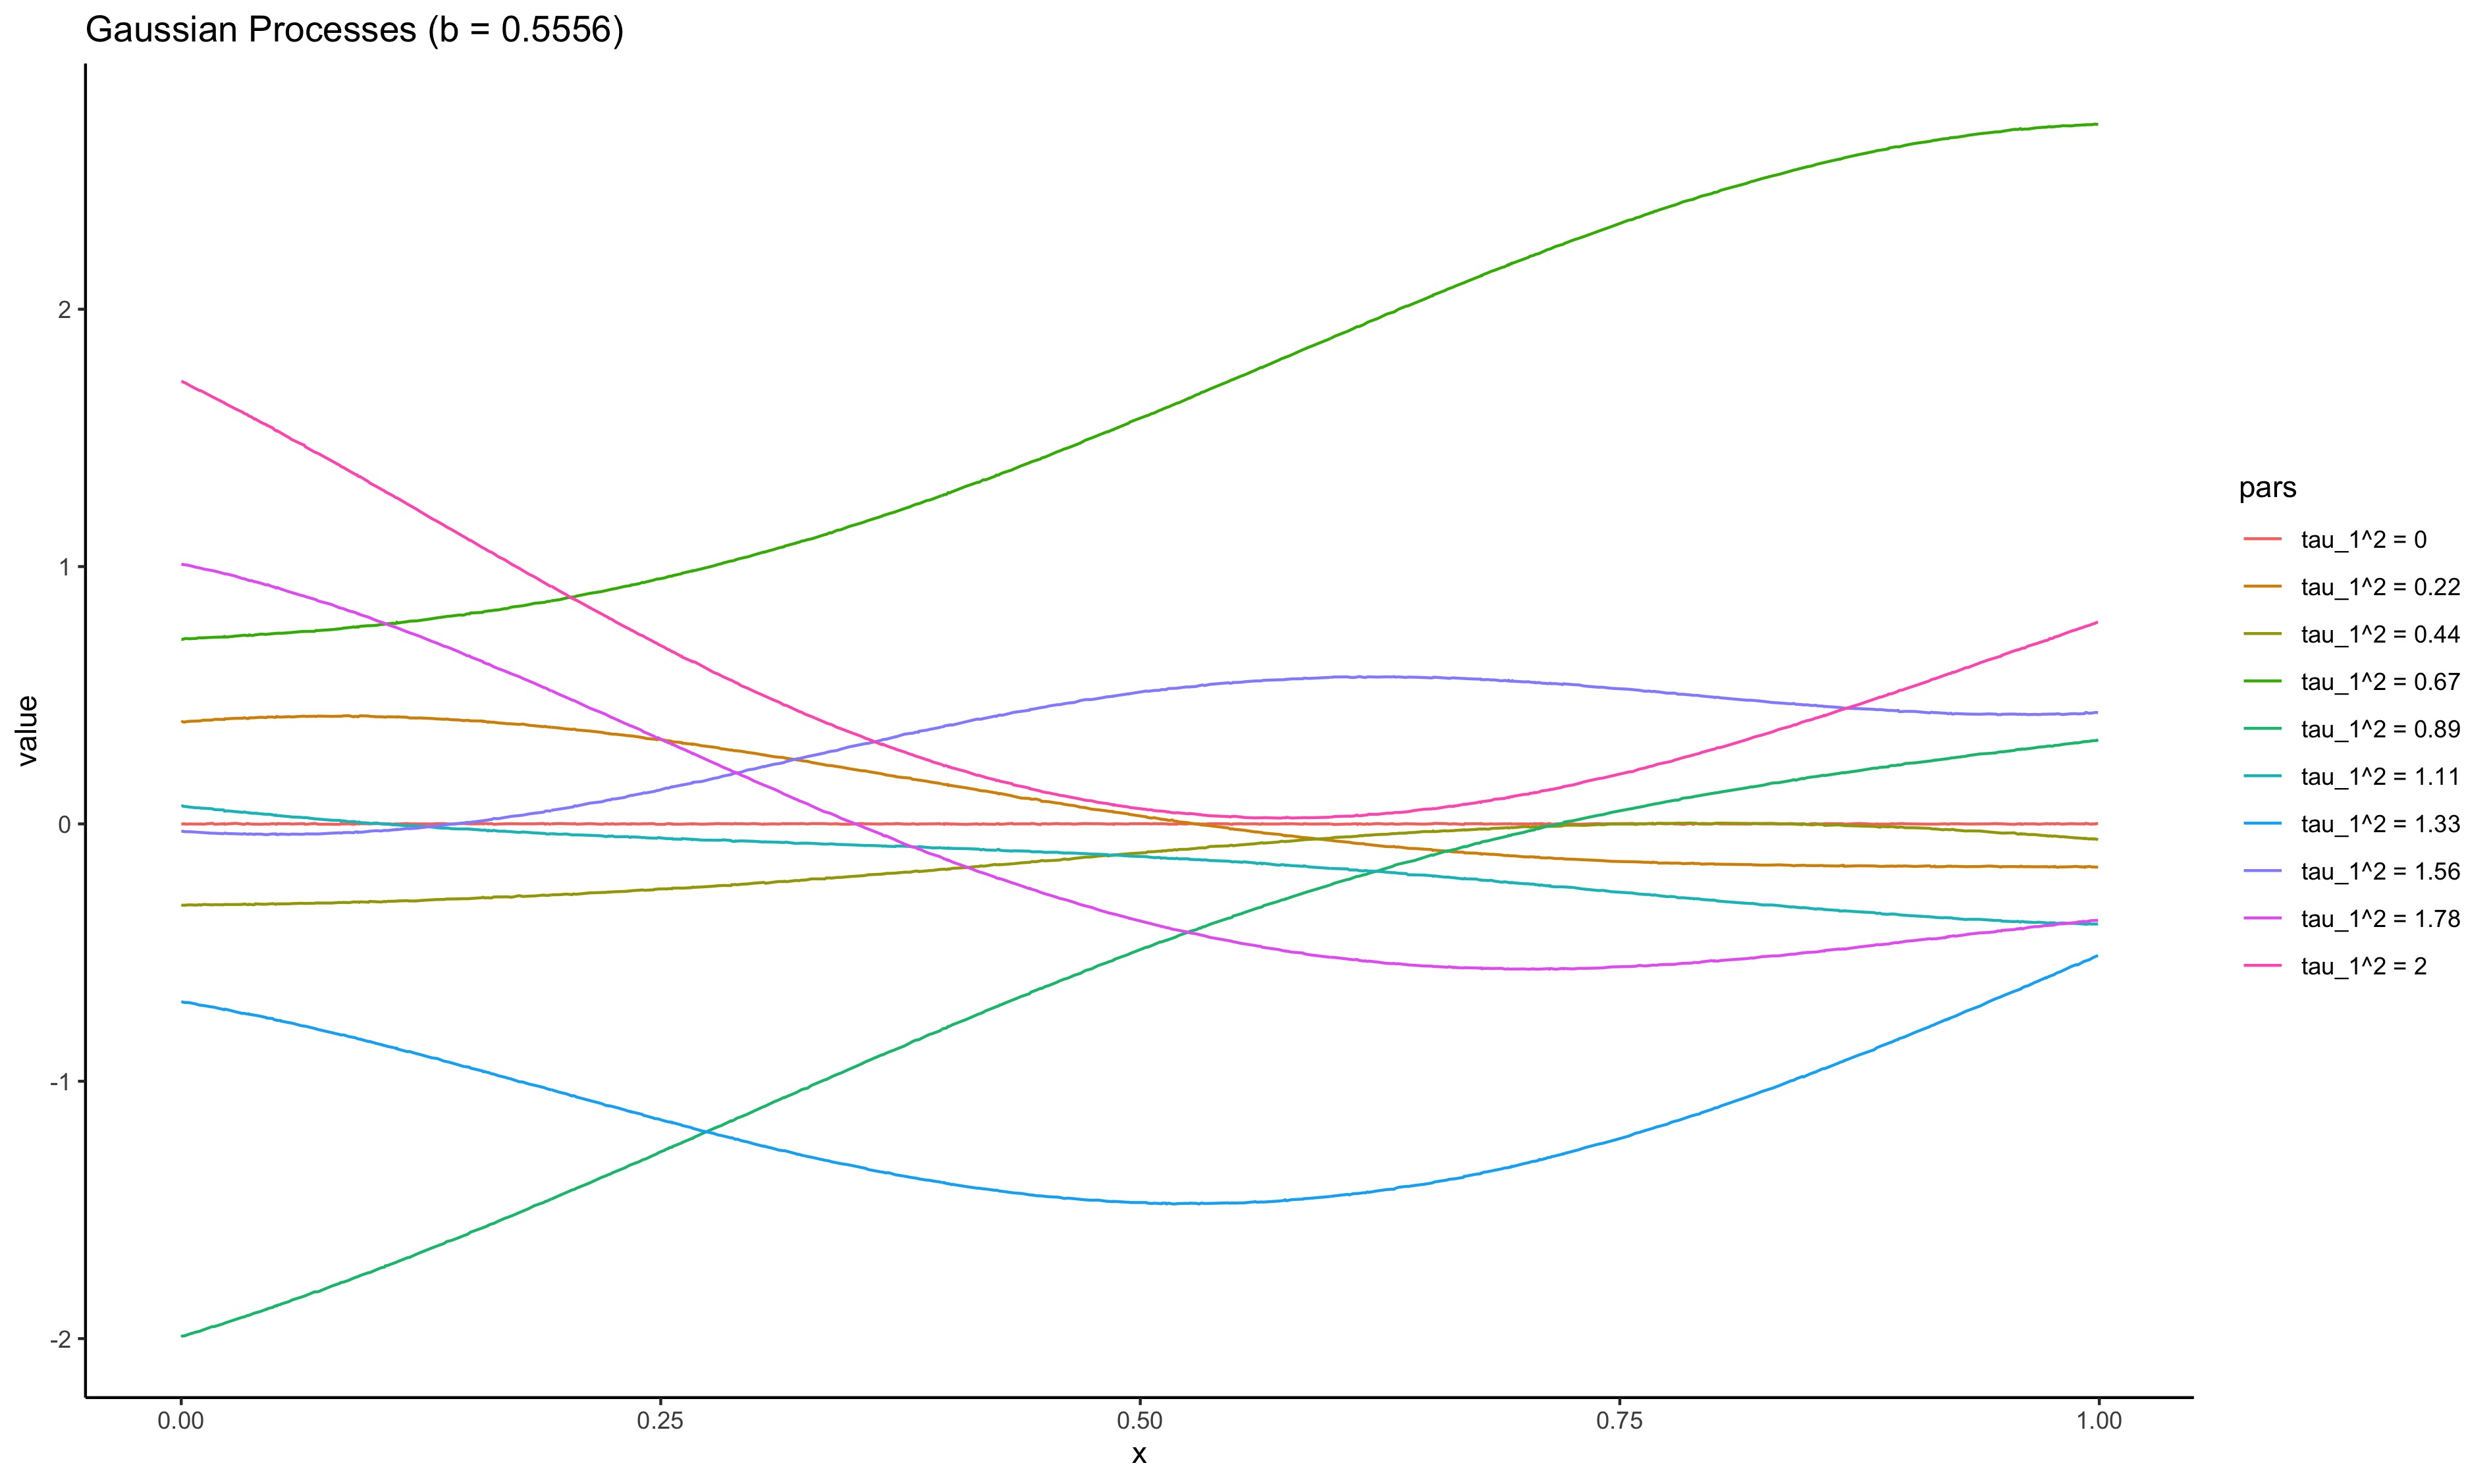 Gaussian Processes (b = 0.5556)
value
2
1
0
-1
-2
0.00
0.25
0.50
0.75
1.00
x
pars
tau_1^2 = 0
tau_1^2 = 0.22
tau_1^2 = 0.44
tau_1^2 = 0.67
tau_1^2 = 0.89
tau_1^2 = 1.11
tau_1^2 = 1.33
tau_1^2 = 1.56
tau_1^2 = 1.78
tau_1^2 = 2